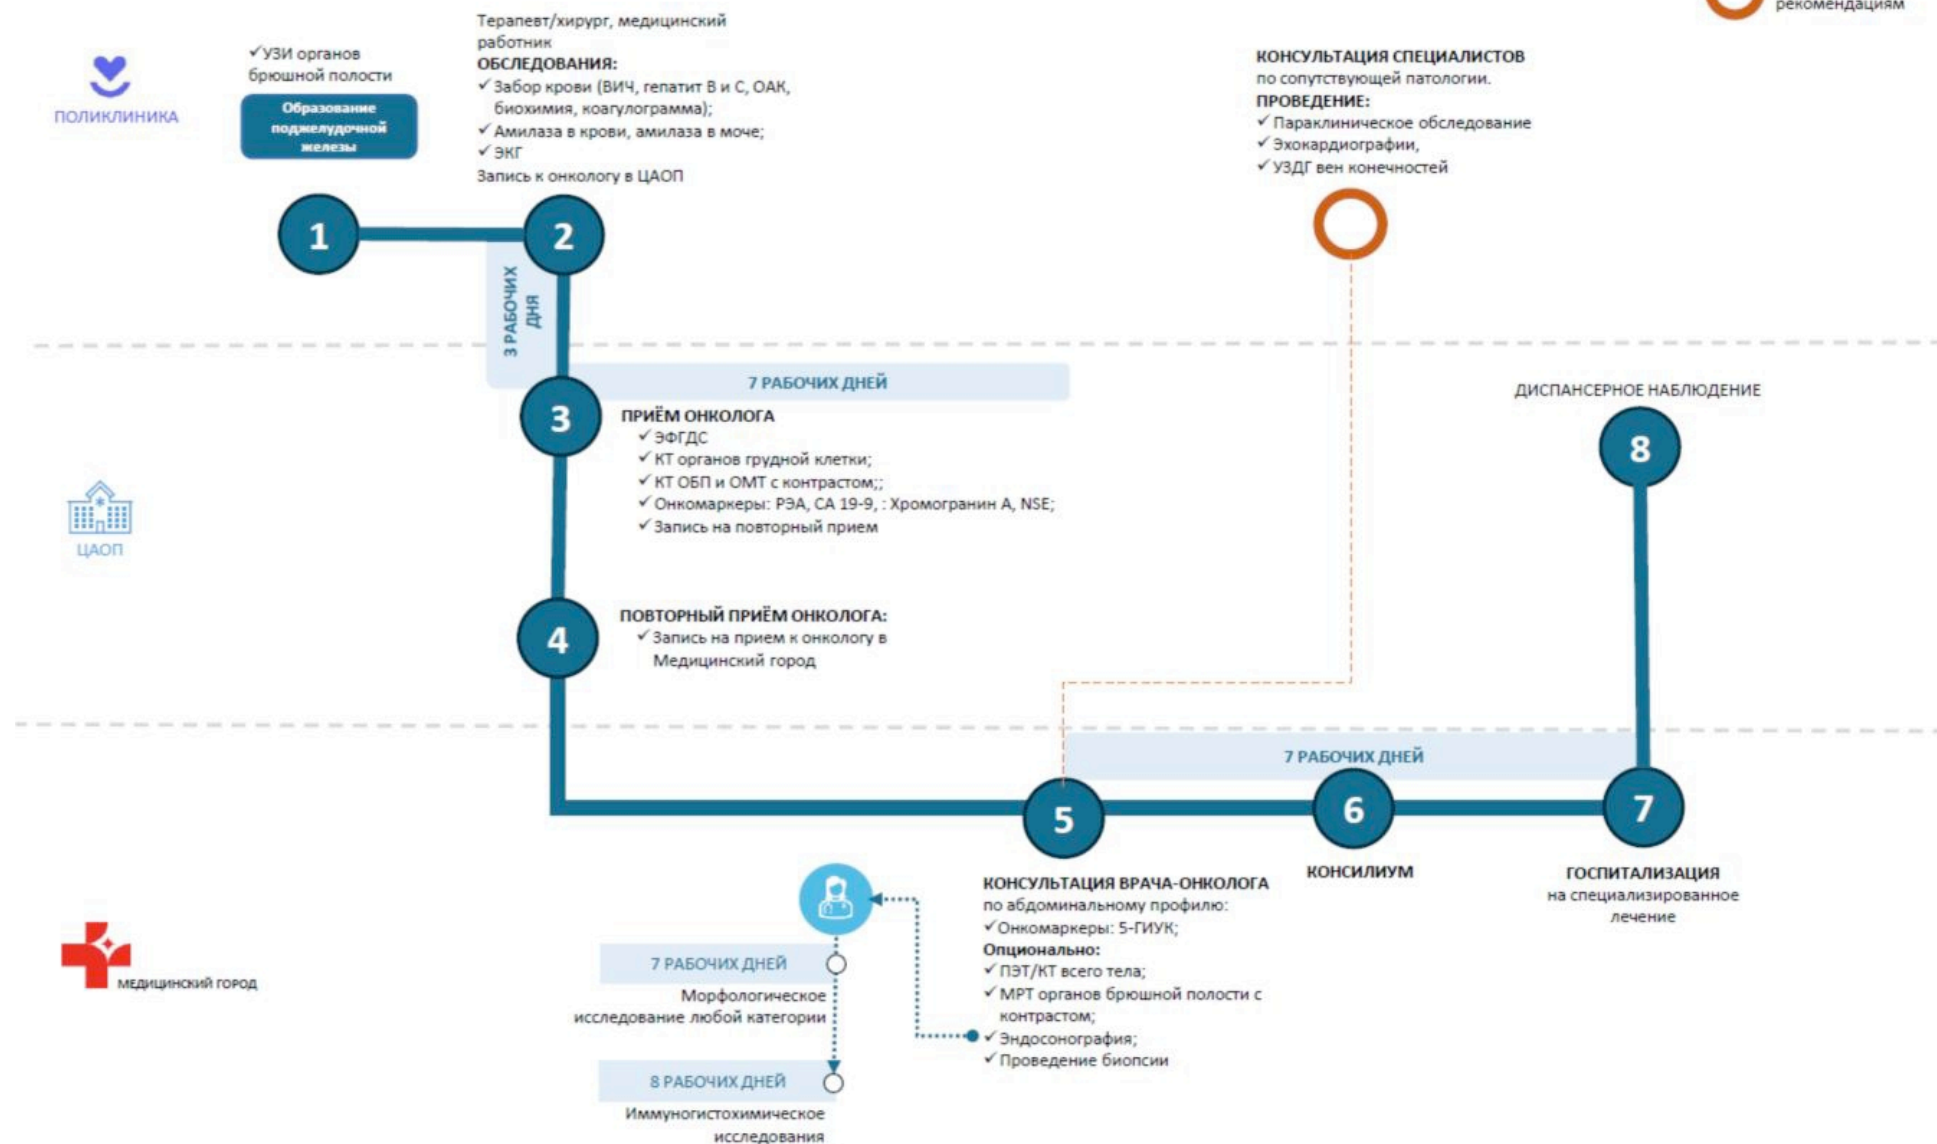 рекомендациям
ПОЛИКЛИНИКА
✓УЗИ органов
брюшной полости
Образование
поджелудочной
железы
Терапевт/хирург, медицинский
работник
ОБСЛЕДОВАНИЯ:
✓Забор крови (ВИЧ, гепатит В и С, ОАК,
биохимия, коагулограмма);
✓Амилаза в крови, амилаза в моче;
✓ЭКГ
Запись к онкологу в ЦАОП
КОНСУЛЬТАЦИЯ СПЕЦИАЛИСТОВ
по сопутствующей патологии.
ПРОВЕДЕНИЕ:
✓Параклиническое обследование
✓Эхокардиографии,
✓УЗДГ вен конечностей
1
2
3 РАБОЧИХ
ДНЯ
7 РАБОЧИХ ДНЕЙ
3
ПРИЁМ ОНКОЛОГА
✓ЭФГДС
✓КТ органов грудной клетки;
✓КТ ОБП и ОМТ с контрастом;;
✓Онкомаркеры: РЭА, СА 19-9, : Хромогранин А, NSE;
✓Запись на повторный прием
ДИСПАНСЕРНОЕ НАБЛЮДЕНИЕ
8
ЦАОП
4
ПОВТОРНЫЙ ПРИЁМ ОНКОЛОГА:
✓Запись на прием к онкологу в
Медицинский город
7 РАБОЧИХ ДНЕЙ
5
6
7
КОНСУЛЬТАЦИЯ ВРАЧА-ОНКОЛОГА
по абдоминальному профилю:
✓Онкомаркеры: 5-ГИУК;
Опционально:
✓ПЭТ/КТ всего тела;
✓МРТ органов брюшной полости с
контрастом;
✓Эндосонография;
✓Проведение биопсии
КОНСИЛИУМ
ГОСПИТАЛИЗАЦИЯ
на специализированное
лечение
МЕДИЦИНСКИЙ ГОРОД
7 РАБОЧИХ ДНЕЙ
Морфологическое
исследование любой категории
8 РАБОЧИХ ДНЕЙ
Иммуногистохимическое
исследования